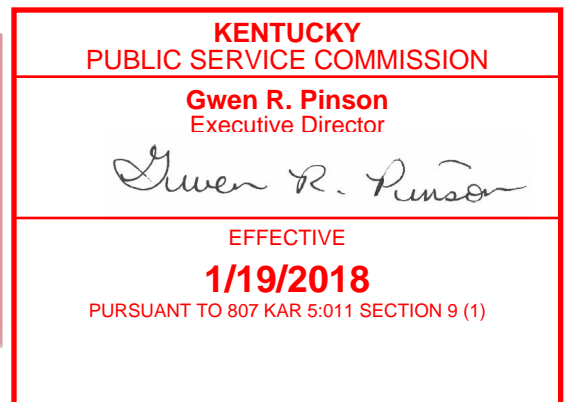 KENTUCKY
PUBLIC SERVICE COMMISSION
Gwen R. Pinson
Executive Director
Gwen R. Pinson
EFFECTIVE
1/19/2018
PURSUANT TO 807 KAR 5:011 SECTION 9 (1)